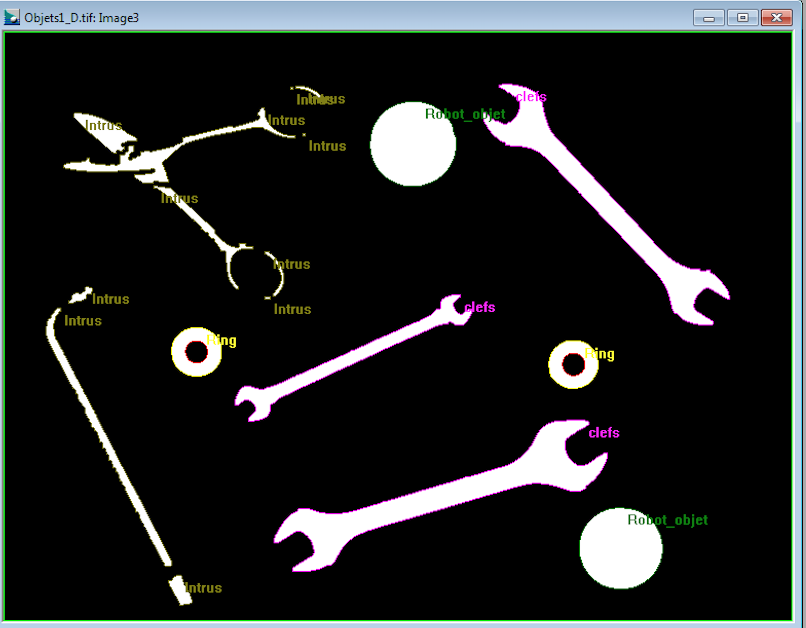 Objets1_D.tif: Image3
Intrus
Intrus
clefs
Robot_objet
Intrus
Intrus
Intrus
Intrus
Intrus
Intrus
Intrus
clefs
Intrus
Ring
Ring
clefs
Robot_objet
Intrus